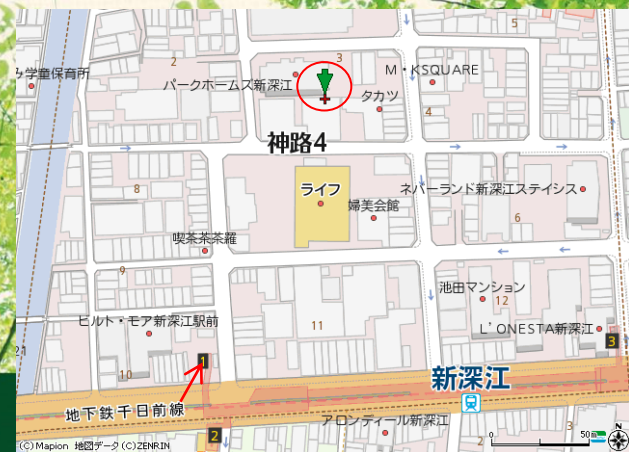 み学童保育所
2
3
パークホームズ新深江
M・KSQUARE
タカツ
4
神路4
8
ライフ
婦美会館
ネバーランド新深江ステイシス
6
喫茶茶茶羅
9
池田マンション
12
ビルト・モア新深江駅前
11
L'ONESTA新深江
21
1
3
10
新深江
地下鉄千日前線
2
アロンティール新深江
(C)Mapion 地図データ(C)ZENRIN
0
50m
N